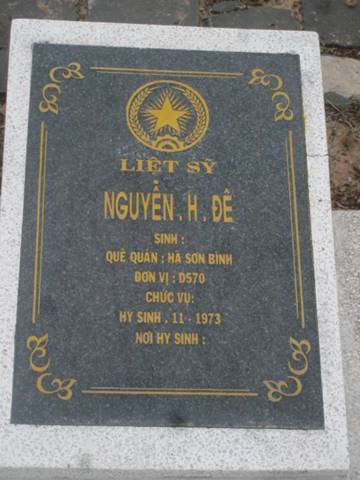 LIỆT SỸ
NGUYỄN . H . ĐÊ
SINH :
QUÊ QUÁN : HÀ SƠN BÌNH
ĐƠN VỊ : D570
CHỨC VỤ:
HY SINH . 11 - 1973
NƠI HY SINH :